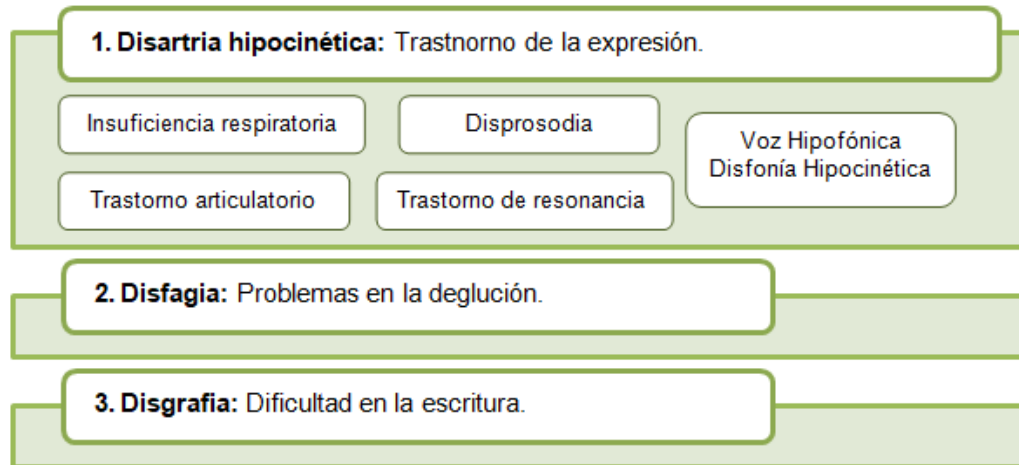 1. Disartria hipocinética: Trastnorno de la expresión.
Insuficiencia respiratoria
Disprosodia
Voz Hipofónica
Disfonía Hipocinética
Trastorno articulatorio
Trastorno de resonancia
2. Disfagia: Problemas en la deglución.
3. Disgrafia: Dificultad en la escritura.